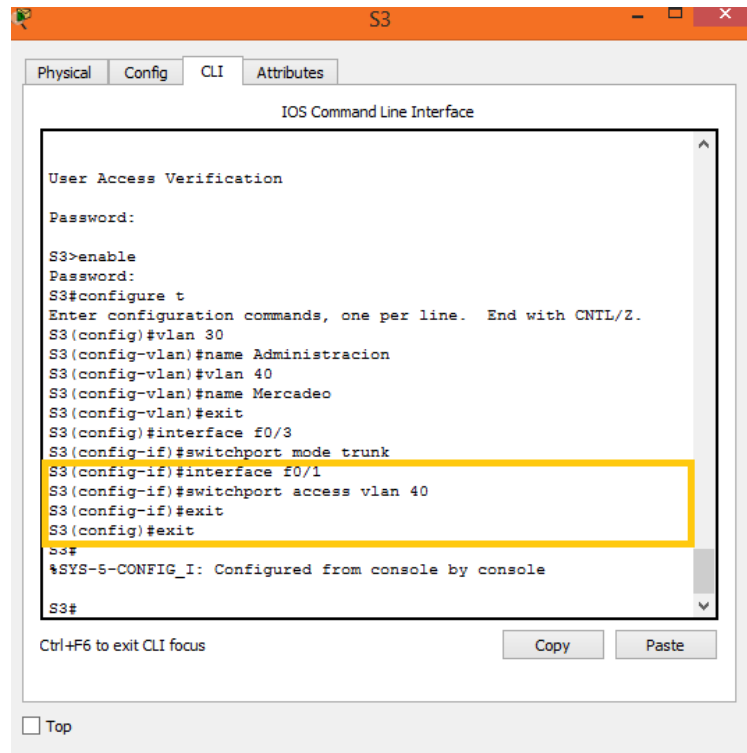 S3
Physical Config CLI Attributes
IOS Command Line Interface
User Access Verification
Password:
S3>enable
Password:
S3#configure t
Enter configuration commands, one per line.  End with CNTL/Z.
S3(config)#vlan 30
S3(config-vlan)#name Administracion
S3(config-vlan)#vlan 40
S3(config-vlan)#name Mercadeo
S3(config-vlan)#exit
S3(config)#interface f0/3
S3(config-if)#switchport mode trunk
S3(config-if)#interface f0/1
S3(config-if)#switchport access vlan 40
S3(config-if)#exit
S3(config)#exit
S3#
%SYS-5-CONFIG_I: Configured from console by console
S3#
Ctrl+F6 to exit CLI focus Copy Paste
Top